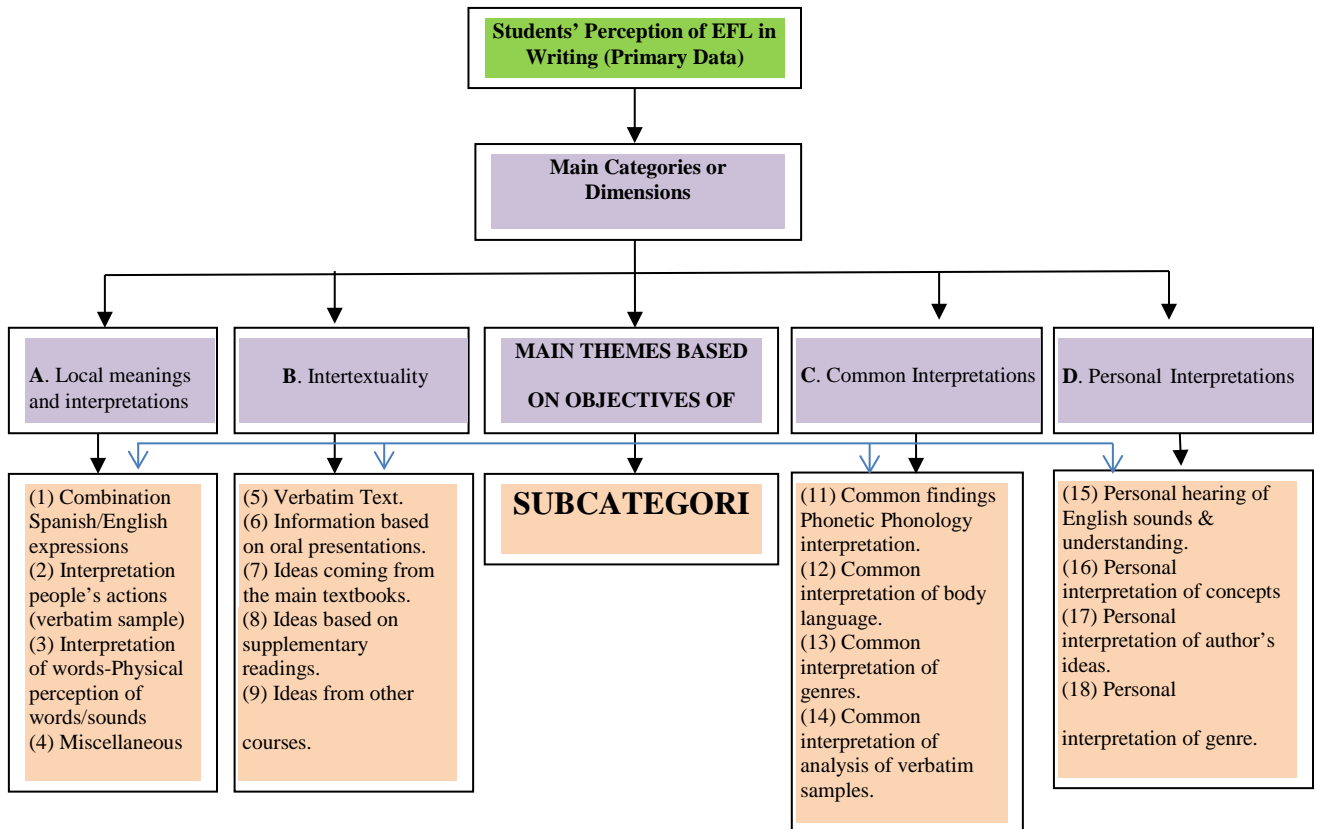 Students’ Perception of EFL in
Writing (Primary Data)
Main Categories or
Dimensions
A. Local meanings
and interpretations
B. Intertextuality
MAIN THEMES BASED
ON OBJECTIVES OF
C. Common Interpretations
D. Personal Interpretations
(1) Combination
Spanish/English
expressions
(2) Interpretation
people’s actions
(verbatim sample)
(3) Interpretation
of words-Physical
perception of
words/sounds
(4) Miscellaneous
(5) Verbatim Text.
(6) Information based
on oral presentations.
(7) Ideas coming from
the main textbooks.
(8) Ideas based on
supplementary
readings.
(9) Ideas from other
courses.
SUBCATEGORI
(11) Common findings
Phonetic Phonology
interpretation.
(12) Common
interpretation of body
language.
(13) Common
interpretation of
genres.
(14) Common
interpretation of
analysis of verbatim
samples.
(15) Personal hearing of
English sounds &
understanding.
(16) Personal
interpretation of concepts
(17) Personal
interpretation of author’s
ideas.
(18) Personal
interpretation of genre.